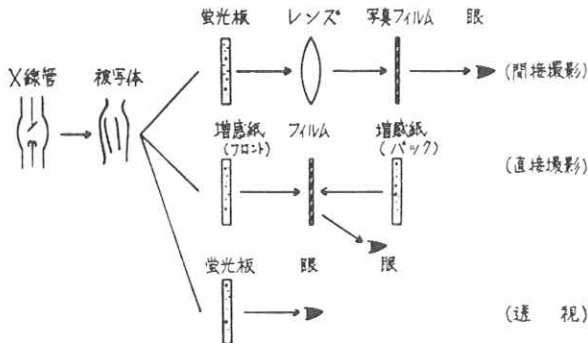 蛍光板 レンズ 写真フィルム 眼
X線管 被写体 (間接撮影)
増感紙 フィルム 増感紙
(フロント) (バック)
(直接撮影)
蛍光板 眼 眼
(透 視)